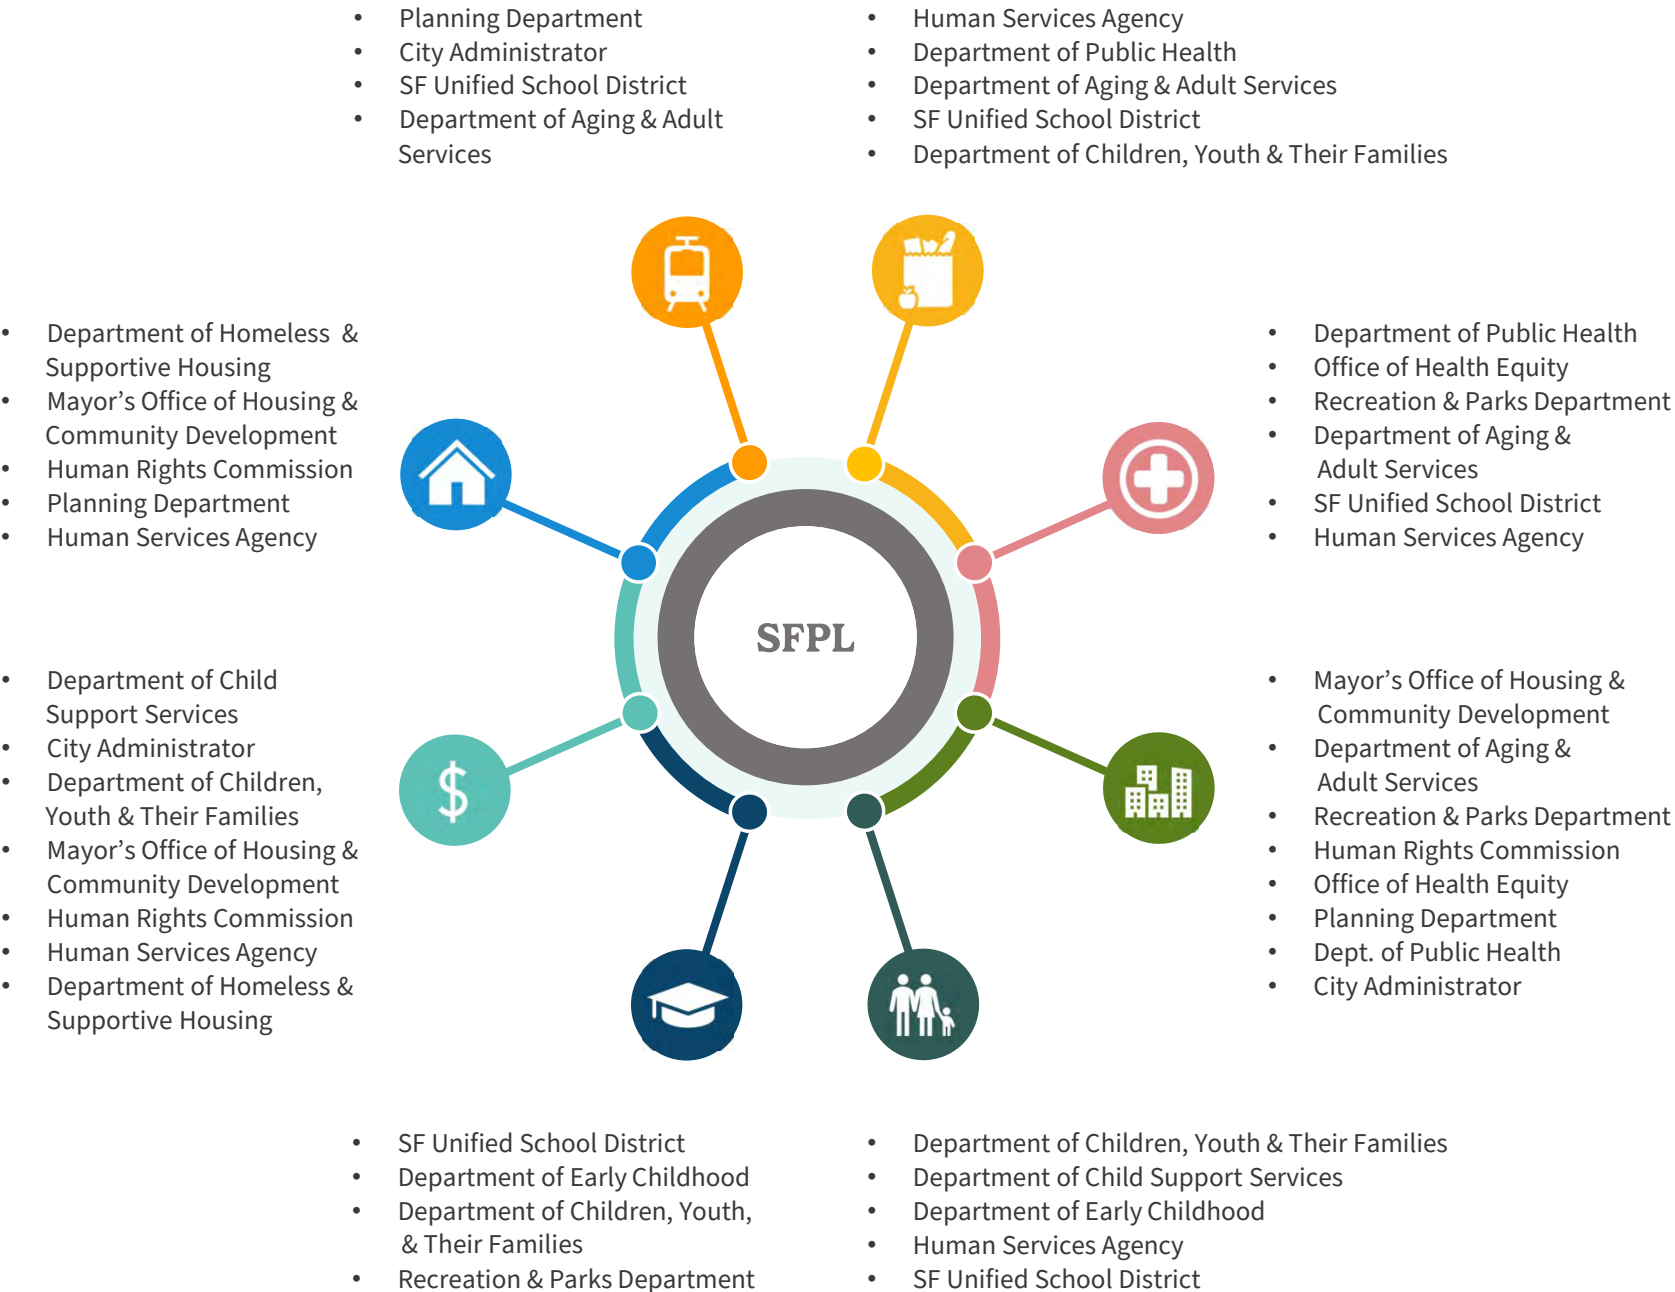 • Planning Department
• City Administrator
• SF Unified School District
• Department of Aging & Adult
Services
• Human Services Agency
• Department of Public Health
• Department of Aging & Adult Services
• SF Unified School District
• Department of Children, Youth & Their Families
• Department of Homeless &
Supportive Housing
• Mayor’s Office of Housing &
Community Development
• Human Rights Commission
• Planning Department
• Human Services Agency
• Department of Public Health
• Office of Health Equity
• Recreation & Parks Department
• Department of Aging &
Adult Services
• SF Unified School District
• Human Services Agency
SFPL
• Department of Child
Support Services
• City Administrator
• Department of Children,
Youth & Their Families
• Mayor’s Office of Housing &
Community Development
• Human Rights Commission
• Human Services Agency
• Department of Homeless &
Supportive Housing
$
• Mayor’s Office of Housing &
Community Development
• Department of Aging &
Adult Services
• Recreation & Parks Department
• Human Rights Commission
• Office of Health Equity
• Planning Department
• Dept. of Public Health
• City Administrator
• SF Unified School District
• Department of Early Childhood
• Department of Children, Youth,
& Their Families
• Recreation & Parks Department
• Department of Children, Youth & Their Families
• Department of Child Support Services
• Department of Early Childhood
• Human Services Agency
• SF Unified School District